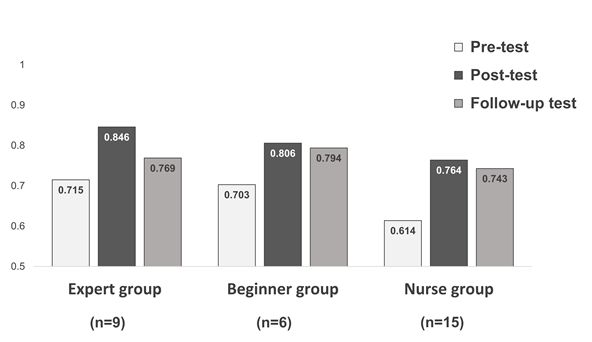 Pre-test
Post-test
Follow-up test
1
0.9
0.8
0.7
0.6
0.5
0.715
0.846
0.769
0.703
0.806
0.794
0.614
0.764
0.743
Expert group
Beginner group
Nurse group
(n=9)
(n=6)
(n=15)